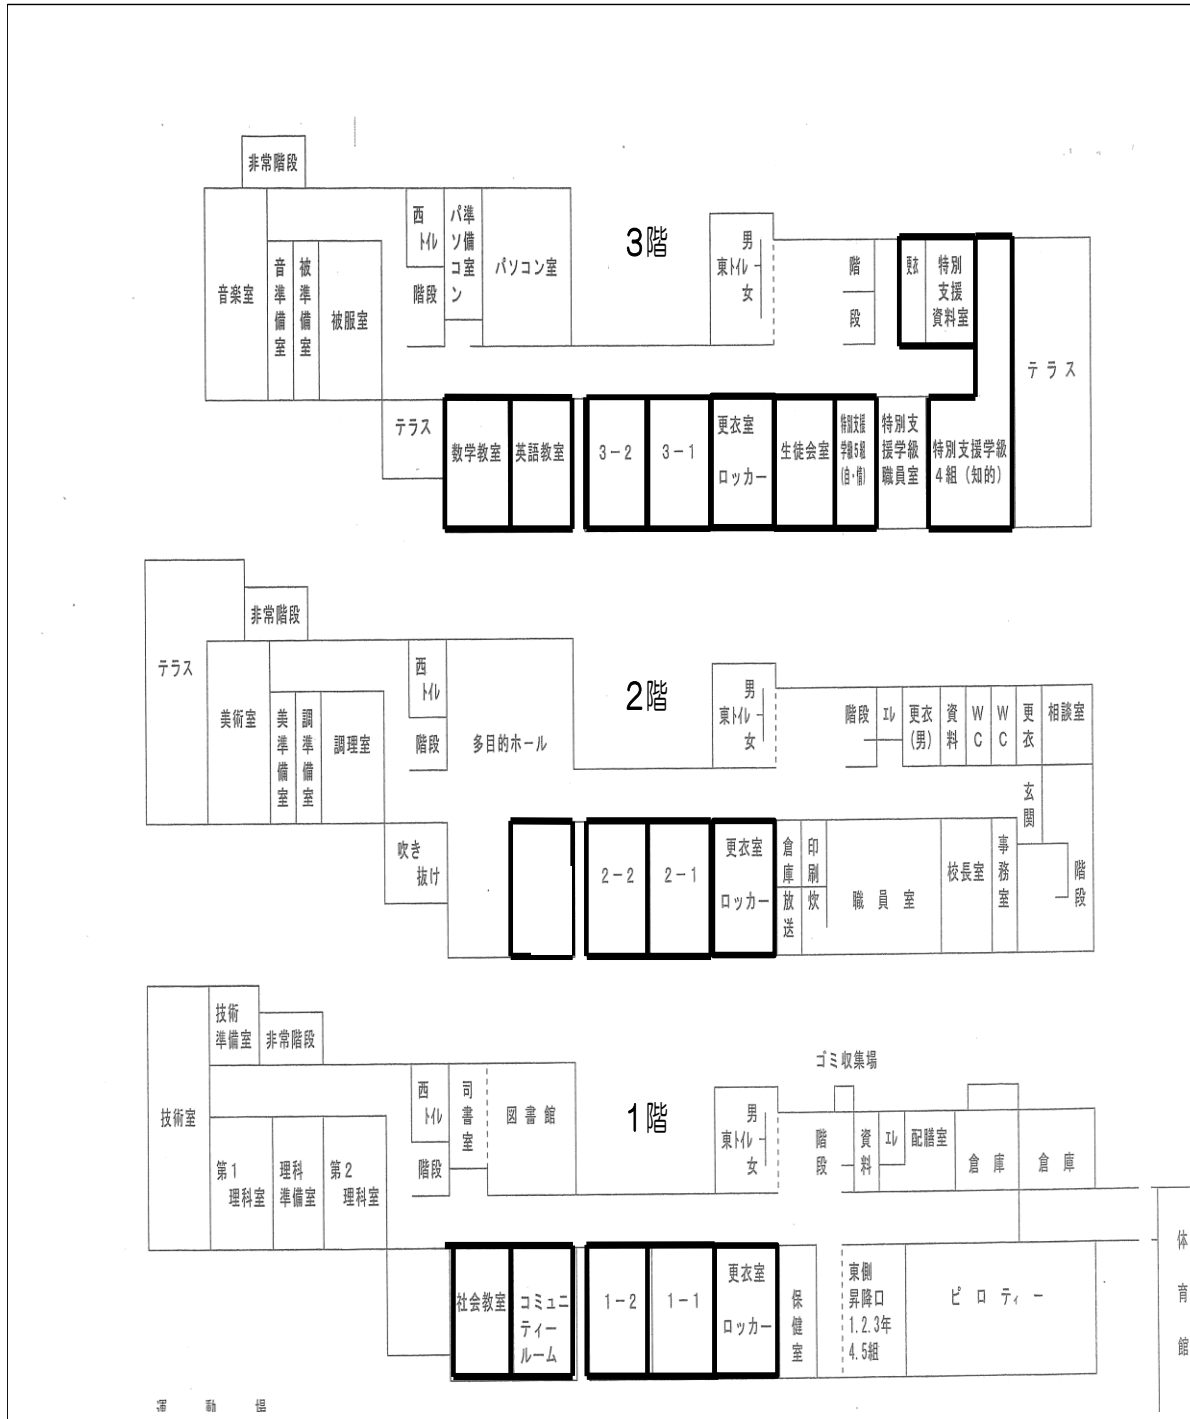 非常階段
3階
音楽室
音準備室
被準備室
被服室
西
トイレ
階段
パソコン
準備室
パソコン室
男
東トイレ
女
階
段
更衣
特別
支援
資料室
テラス
テラス
数学教室
英語教室
3-2
3-1
更衣室
ロッカー
生徒会室
特別支援
学級5組
(自・情)
特別支
援学級
職員室
特別支援学級
4組(知的)
非常階段
2階
テラス
美術室
美準備室
調準備室
調理室
西
トイレ
階段
多目的ホール
男
東トイレ
女
階段
エレ
更衣
(男)
資料
WC
WC
更衣
相談室
玄関
吹き
抜け
2-2
2-1
更衣室
ロッカー
倉庫
放送
印刷
炊
職員室
校長室
事務室
階段
技術
準備室
非常階段
1階
ゴミ収集場
技術室
第1
理科室
理科
準備室
第2
理科室
西
トイレ
階段
司書室
図書館
男
東トイレ
女
階段
資料
エレ
配膳室
倉庫
倉庫
社会教室
コミュニ
ティー
ルーム
1-2
1-1
更衣室
ロッカー
保健室
東側
昇降口
1.2.3年
4.5組
ピロティー
体育館
運動場